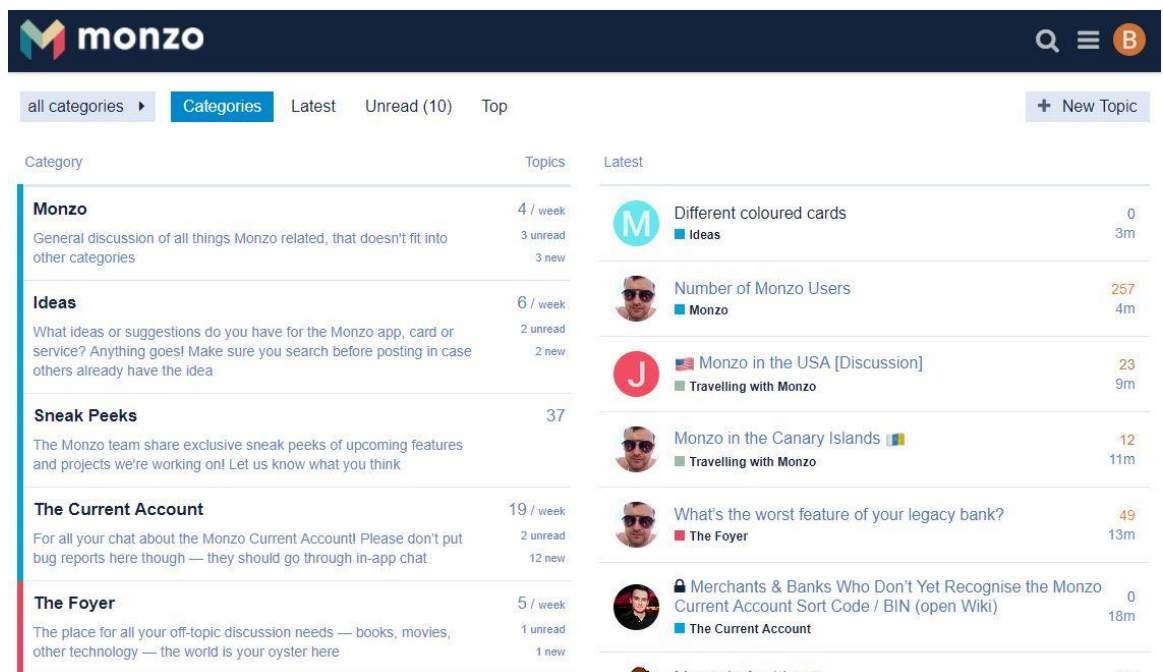 monzo
B
all categories
Categories
Latest
Unread (10)
Top
+ New Topic
Category
Topics
Monzo
4 / week
General discussion of all things Monzo related, that doesn't fit into
3 unread
other categories
3 new
Ideas
6 / week
What ideas or suggestions do you have for the Monzo app, card or
2 unread
service? Anything goes! Make sure you search before posting in case
2 new
others already have the idea
Sneak Peeks
37
The Monzo team share exclusive sneak peeks of upcoming features
and projects we're working on! Let us know what you think
The Current Account
19 / week
For all your chat about the Monzo Current Account! Please don't put
2 unread
bug reports here though — they should go through in-app chat
12 new
The Foyer
5 / week
The place for all your off-topic discussion needs — books, movies,
1 unread
other technology — the world is your oyster here
1 new
Latest
M
Different coloured cards
0
Ideas
3m
Number of Monzo Users
257
Monzo
4m
J
Monzo in the USA [Discussion]
23
Travelling with Monzo
9m
Monzo in the Canary Islands
12
Travelling with Monzo
11m
What's the worst feature of your legacy bank?
49
The Foyer
13m
Merchants & Banks Who Don't Yet Recognise the Monzo
Current Account Sort Code / BIN (open Wiki)
0
18m
The Current Account